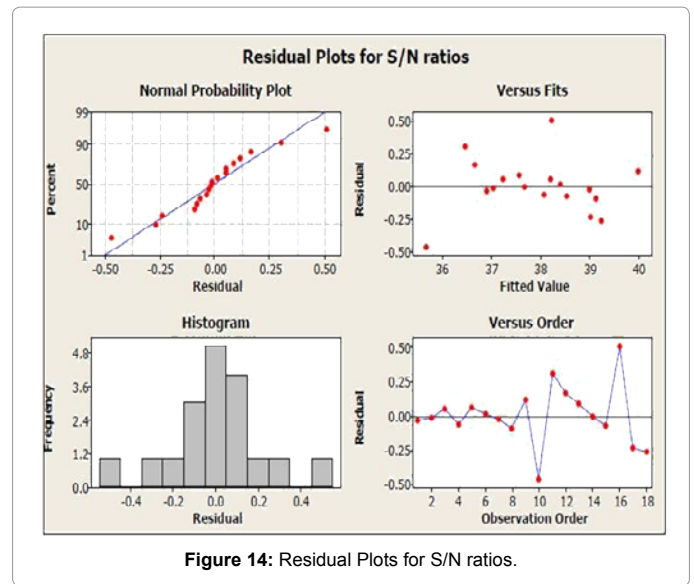 Residual Plots for S/N ratios
Normal Probability Plot
Percent
99
90
50
10
1
-0.50 -0.25 0.00 0.25 0.50
Residual
Versus Fits
Residual
0.50
0.25
0.00
-0.25
-0.50
36 37 38 39 40
Fitted Value
Histogram
Frequency
4.8
3.6
2.4
1.2
0.0
-0.4 -0.2 0.0 0.2 0.4
Residual
Versus Order
Residual
0.50
0.25
0.00
-0.25
-0.50
2 4 6 8 10 12 14 16 18
Observation Order
Figure 14: Residual Plots for S/N ratios.